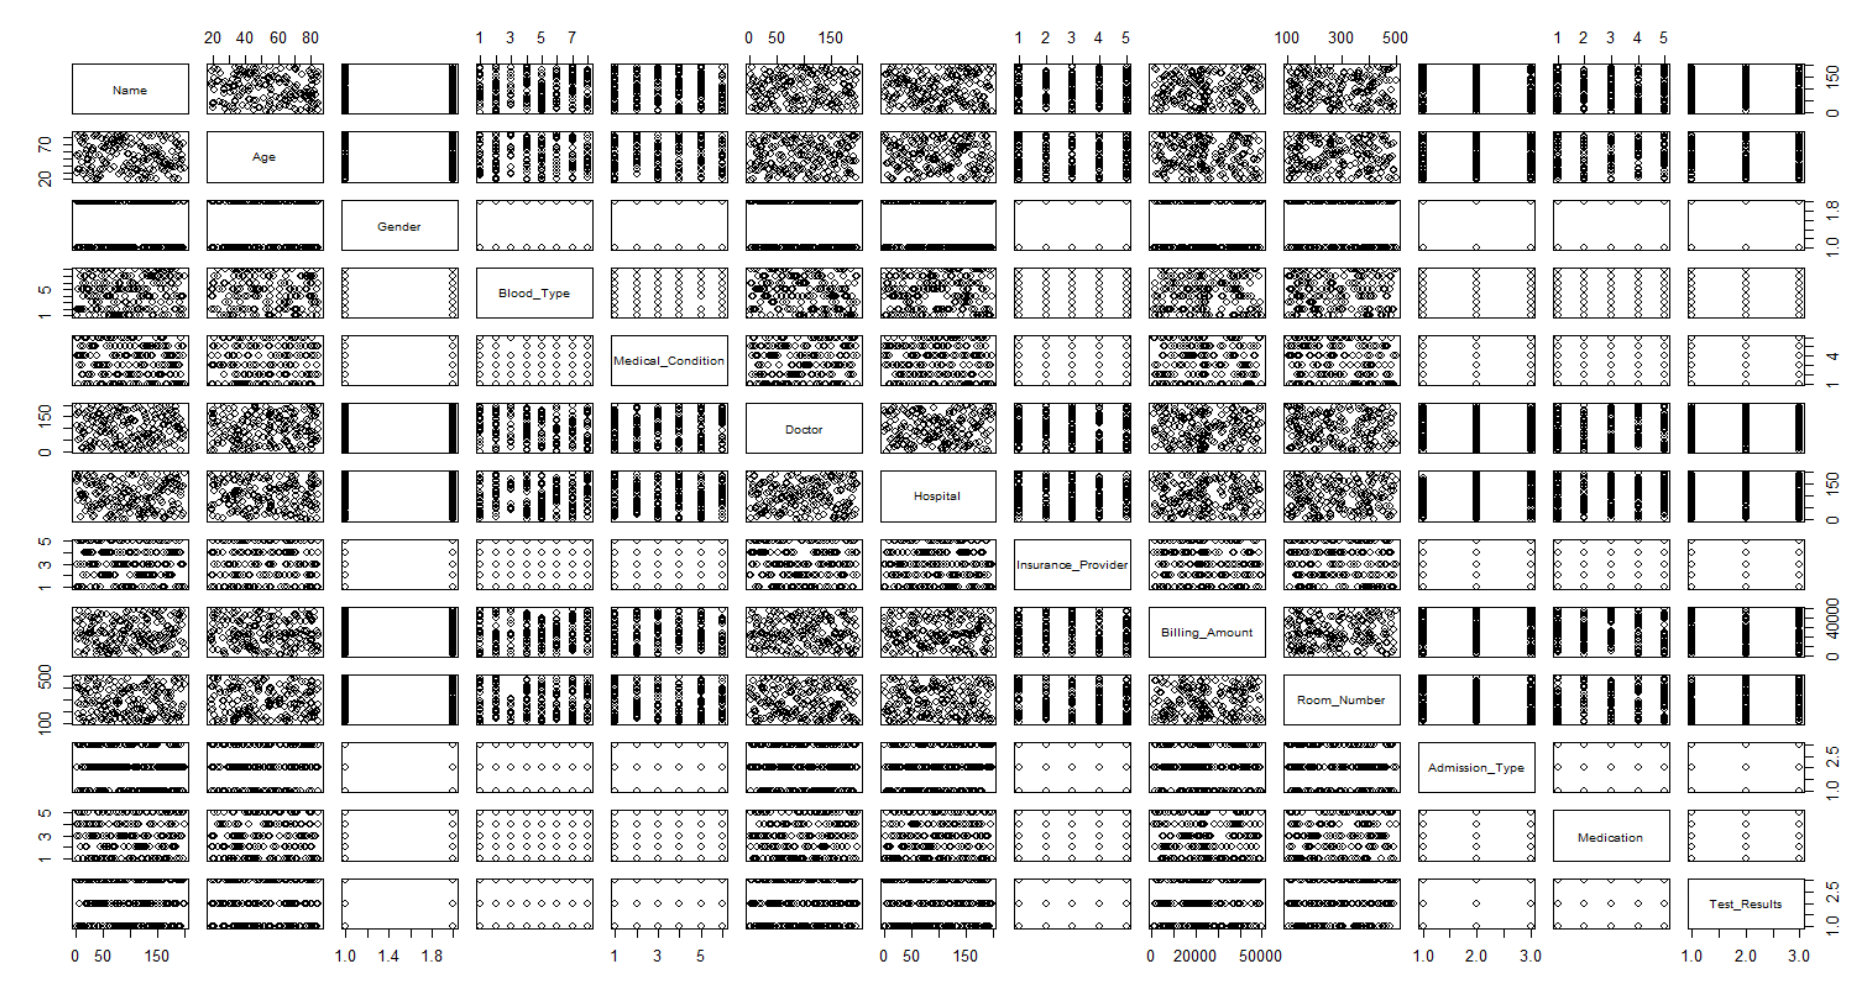 20 40 60 80 1 3 5 7 0 50 150 1 2 3 4 5 100 300 500 1 2 3 4 5
Name 0 150
20 70 Age
Gender 1.0 1.8
1 5 Blood_Type
Medical_Condition 1 4
0 150 Doctor
Hospital 0 150
1 3 5 Insurance_Provider
Billing_Amount 0 40000
100 500 Room_Number
Admission_Type 1.0 2.5
1 3 5 Medication
Test_Results 1.0 2.5
0 50 150 1.0 1.4 1.8 1 3 5 0 50 150 0 20000 50000 1.0 2.0 3.0 1.0 2.0 3.0